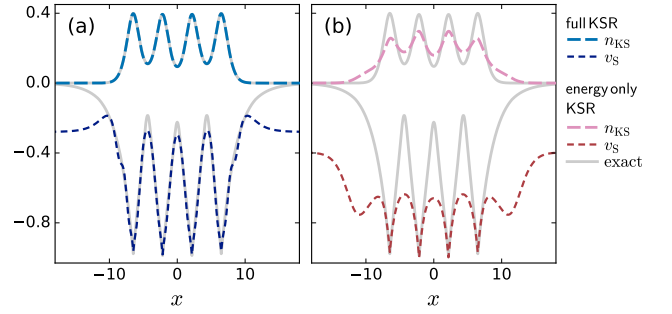 (a)
(b)
0.4
0.0
−0.4
−0.8
−10
0
10
x
−10
0
10
x
full KSR
n_KS
v_S
energy only
KSR
n_KS
v_S
exact